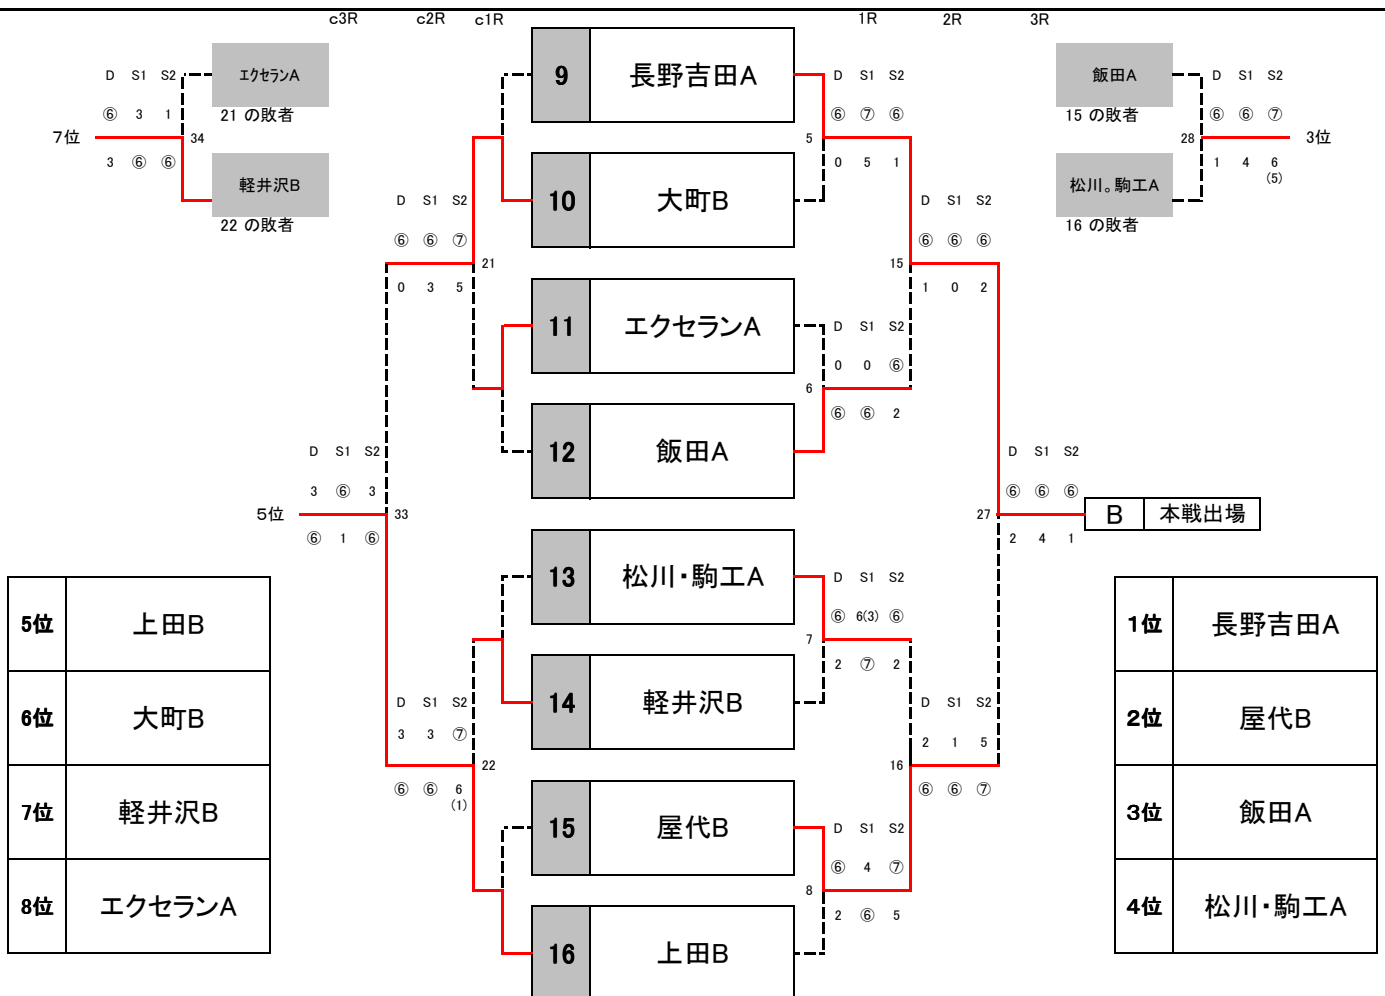 c3R c2R c1R 1R 2R 3R
D S1 S2 エクセランA 9 長野吉田A D S1 S2 飯田A D S1 S2
⑥ 3 1 21 の敗者 ⑥ ⑦ ⑥ 15 の敗者 ⑥ ⑥ ⑦
7位 34 5 28 3位
3 ⑥ ⑥ 0 5 1 1 4 6
(5)
軽井沢B 10 大町B 松川。駒工A
D S1 S2 D S1 S2
22 の敗者 16 の敗者
⑥ ⑥ ⑦ ⑥ ⑥ ⑥
21 15
0 3 5 1 0 2
11 エクセランA D S1 S2
0 0 ⑥
6
⑥ ⑥ 2
12 飯田A
D S1 S2 D S1 S2
3 ⑥ 3 ⑥ ⑥ ⑥
5位 33 27 B 本戦出場
⑥ 1 ⑥ 2 4 1
13 松川・駒工A D S1 S2
⑥ 6(3) ⑥
5位 上田B 1位 長野吉田A
7
2 ⑦ 2
14 軽井沢B
D S1 S2 D S1 S2
6位 大町B 2位 屋代B
3 3 ⑦ 2 1 5
22 16
⑥ ⑥ 6 ⑥ ⑥ ⑦
(1)
7位 軽井沢B 3位 飯田A
15 屋代B D S1 S2
⑥ 4 ⑦
8
8位 エクセランA 4位 松川・駒工A
2 ⑥ 5
16 上田B